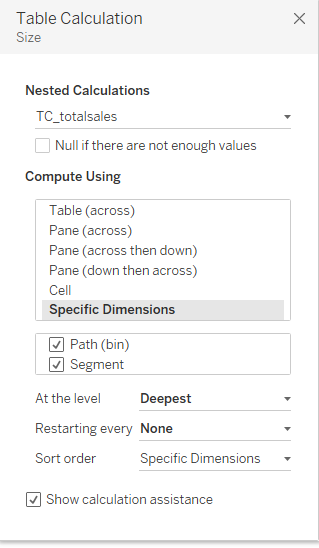 Table Calculation
Size
Nested Calculations
TC_totalsales
Null if there are not enough values
Compute Using
Table (across)
Pane (across)
Pane (across then down)
Pane (down then across)
Cell
Specific Dimensions
Path (bin)
Segment
At the level Deepest
Restarting every None
Sort order Specific Dimensions
Show calculation assistance